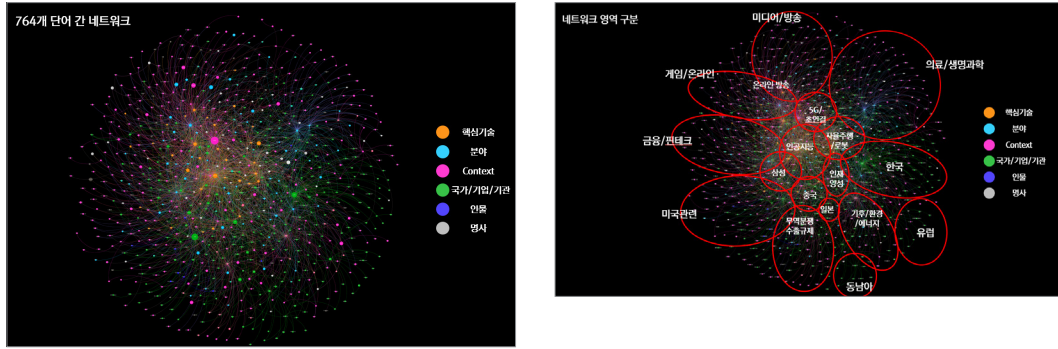 764개 단어 간 네트워크
핵심기술
분야
Context
국가/기업/기관
인물
명사
네트워크 영역 구분
미디어/방송
의료/생명과학
게임/온라인
온라인 방송
5G/
초연결
금융/핀테크
인공지능
자율주행
/로봇
한국
삼성
인재
양성
중국
일본
미국관련
무역분쟁
수출규제
기후/환경
/에너지
유럽
동남아
핵심기술
분야
Context
국가/기업/기관
인물
명사